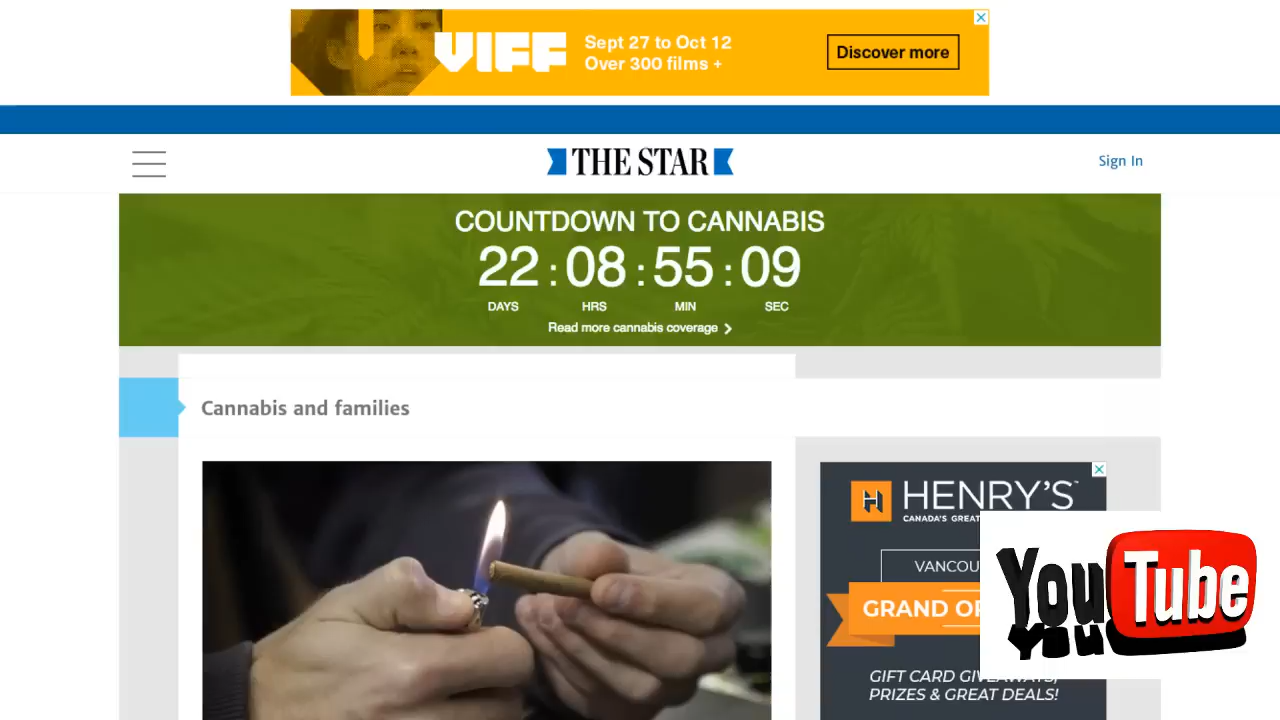 VIFF
Sept 27 to Oct 12
Over 300 films +
Discover more
THE STAR
Sign In
COUNTDOWN TO CANNABIS
22 : 08 : 55 : 09
DAYS HRS MIN SEC
Read more cannabis coverage
Cannabis and families
HENRY'S™
CANADA'S GREAT
VANCOU
GRAND O
GIFT CARD GIVEAWAYS,
PRIZES & GREAT DEALS!
YouTube